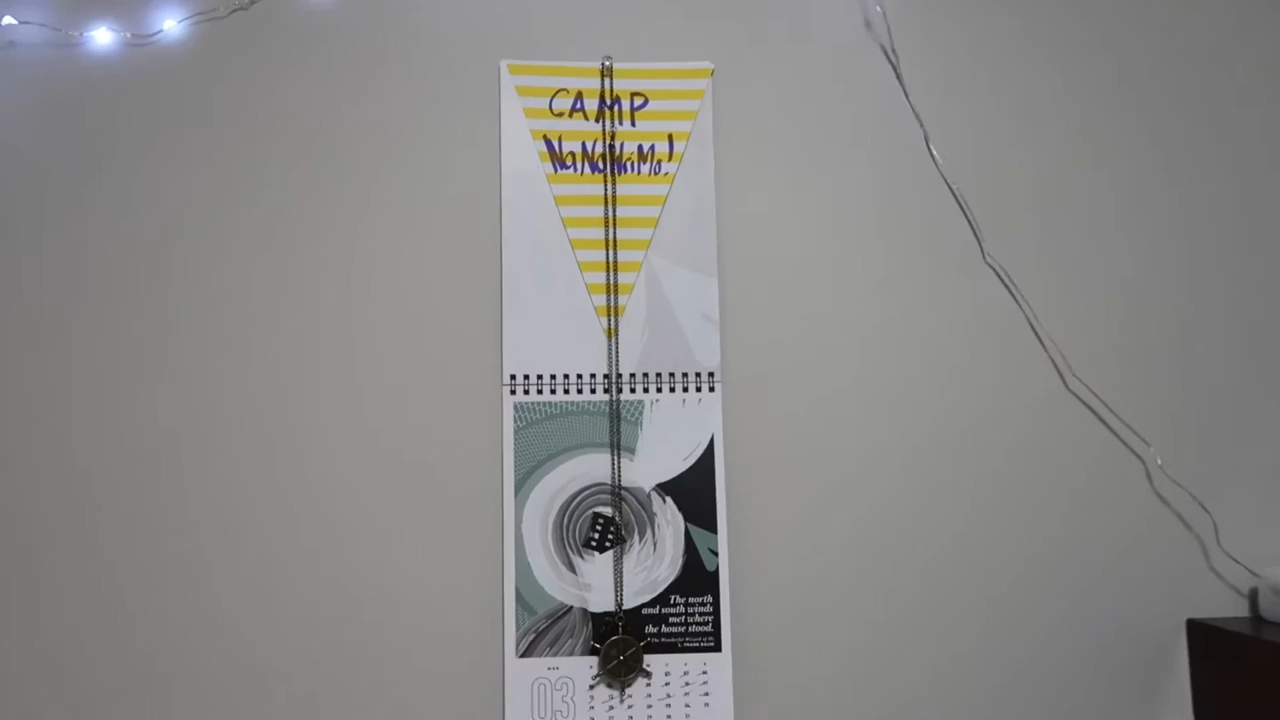 CAMP
NaNoWriMo!
The north
and south winds
met where
the house stood.
The Wonderful Wizard of Oz
L. FRANK BAUM
MAR
03